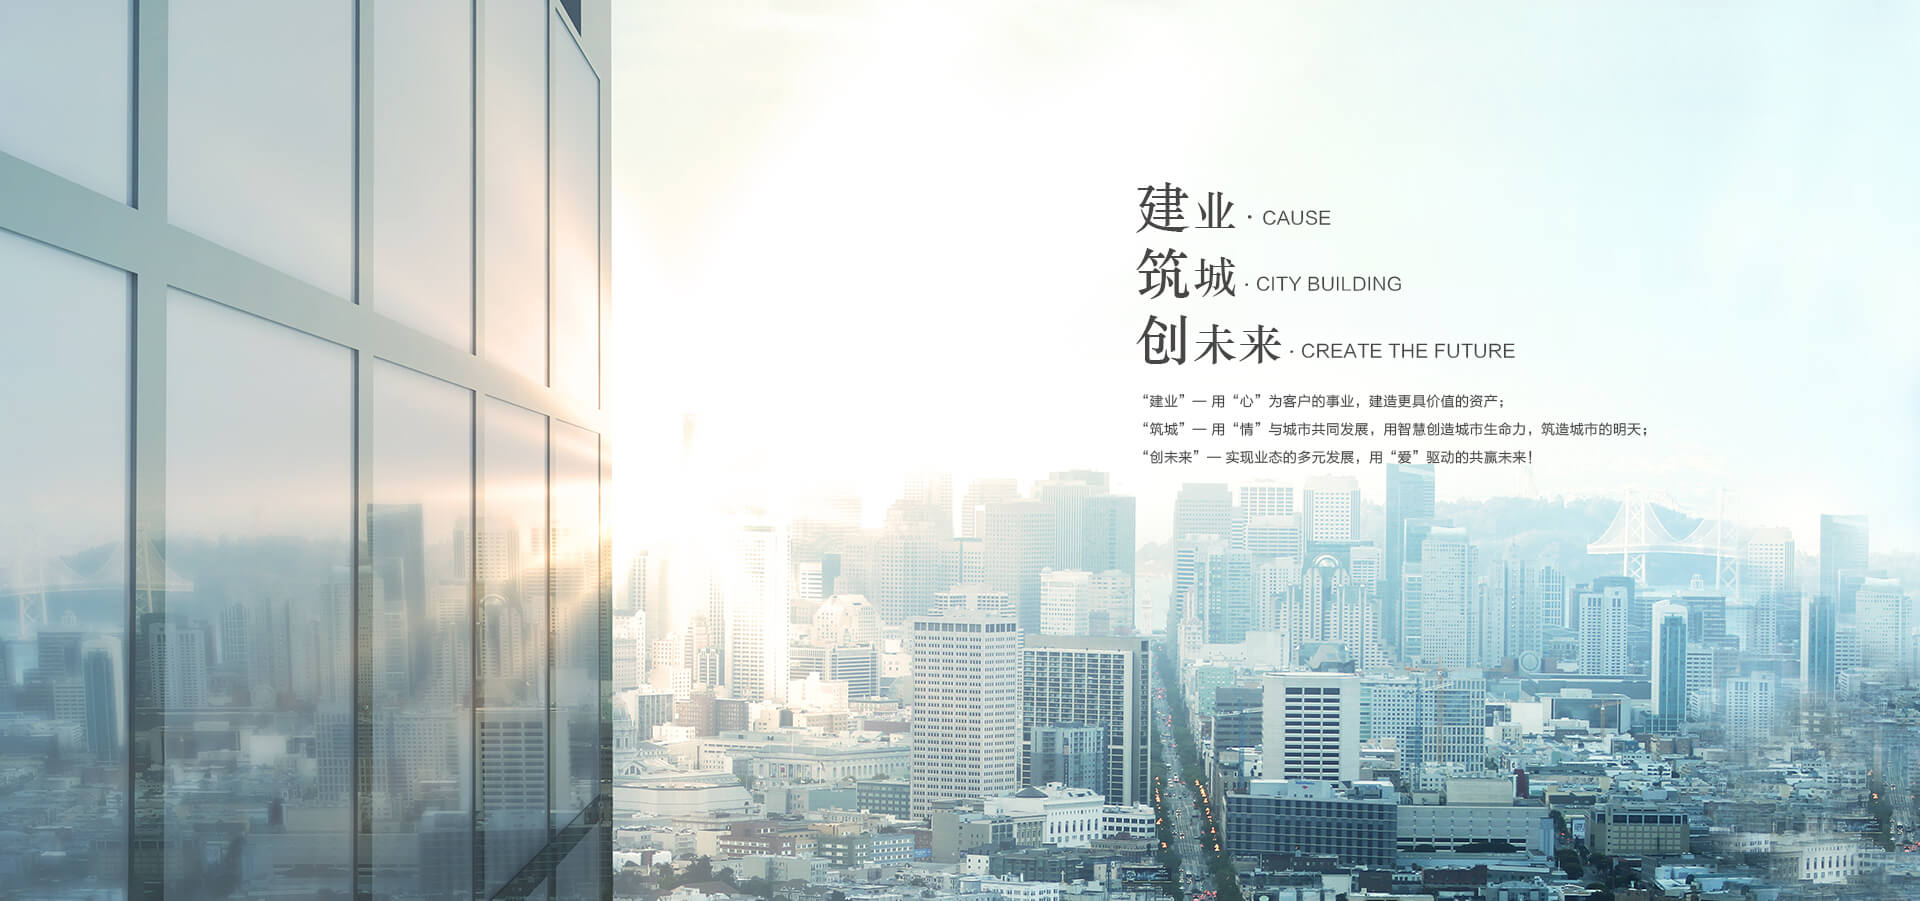 建业 · CAUSE
筑城 · CITY BUILDING
创未来 · CREATE THE FUTURE
“建业”— 用“心”为客户的事业，建造更具价值的资产；
“筑城”— 用“情”与城市共同发展，用智慧创造城市生命力，筑造城市的明天；
“创未来”— 实现业态的多元发展，用“爱”驱动的共赢未来！